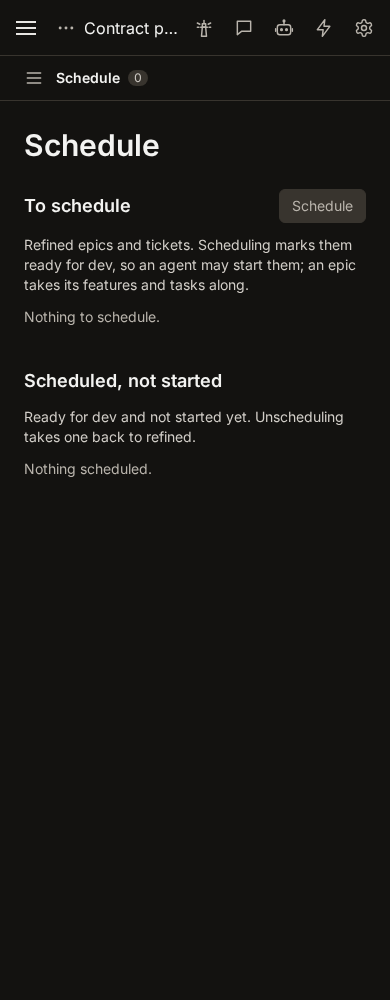 Contract p...
Schedule 0
Schedule
To schedule
Schedule
Refined epics and tickets. Scheduling marks them
ready for dev, so an agent may start them; an epic
takes its features and tasks along.
Nothing to schedule.
Scheduled, not started
Ready for dev and not started yet. Unscheduling
takes one back to refined.
Nothing scheduled.